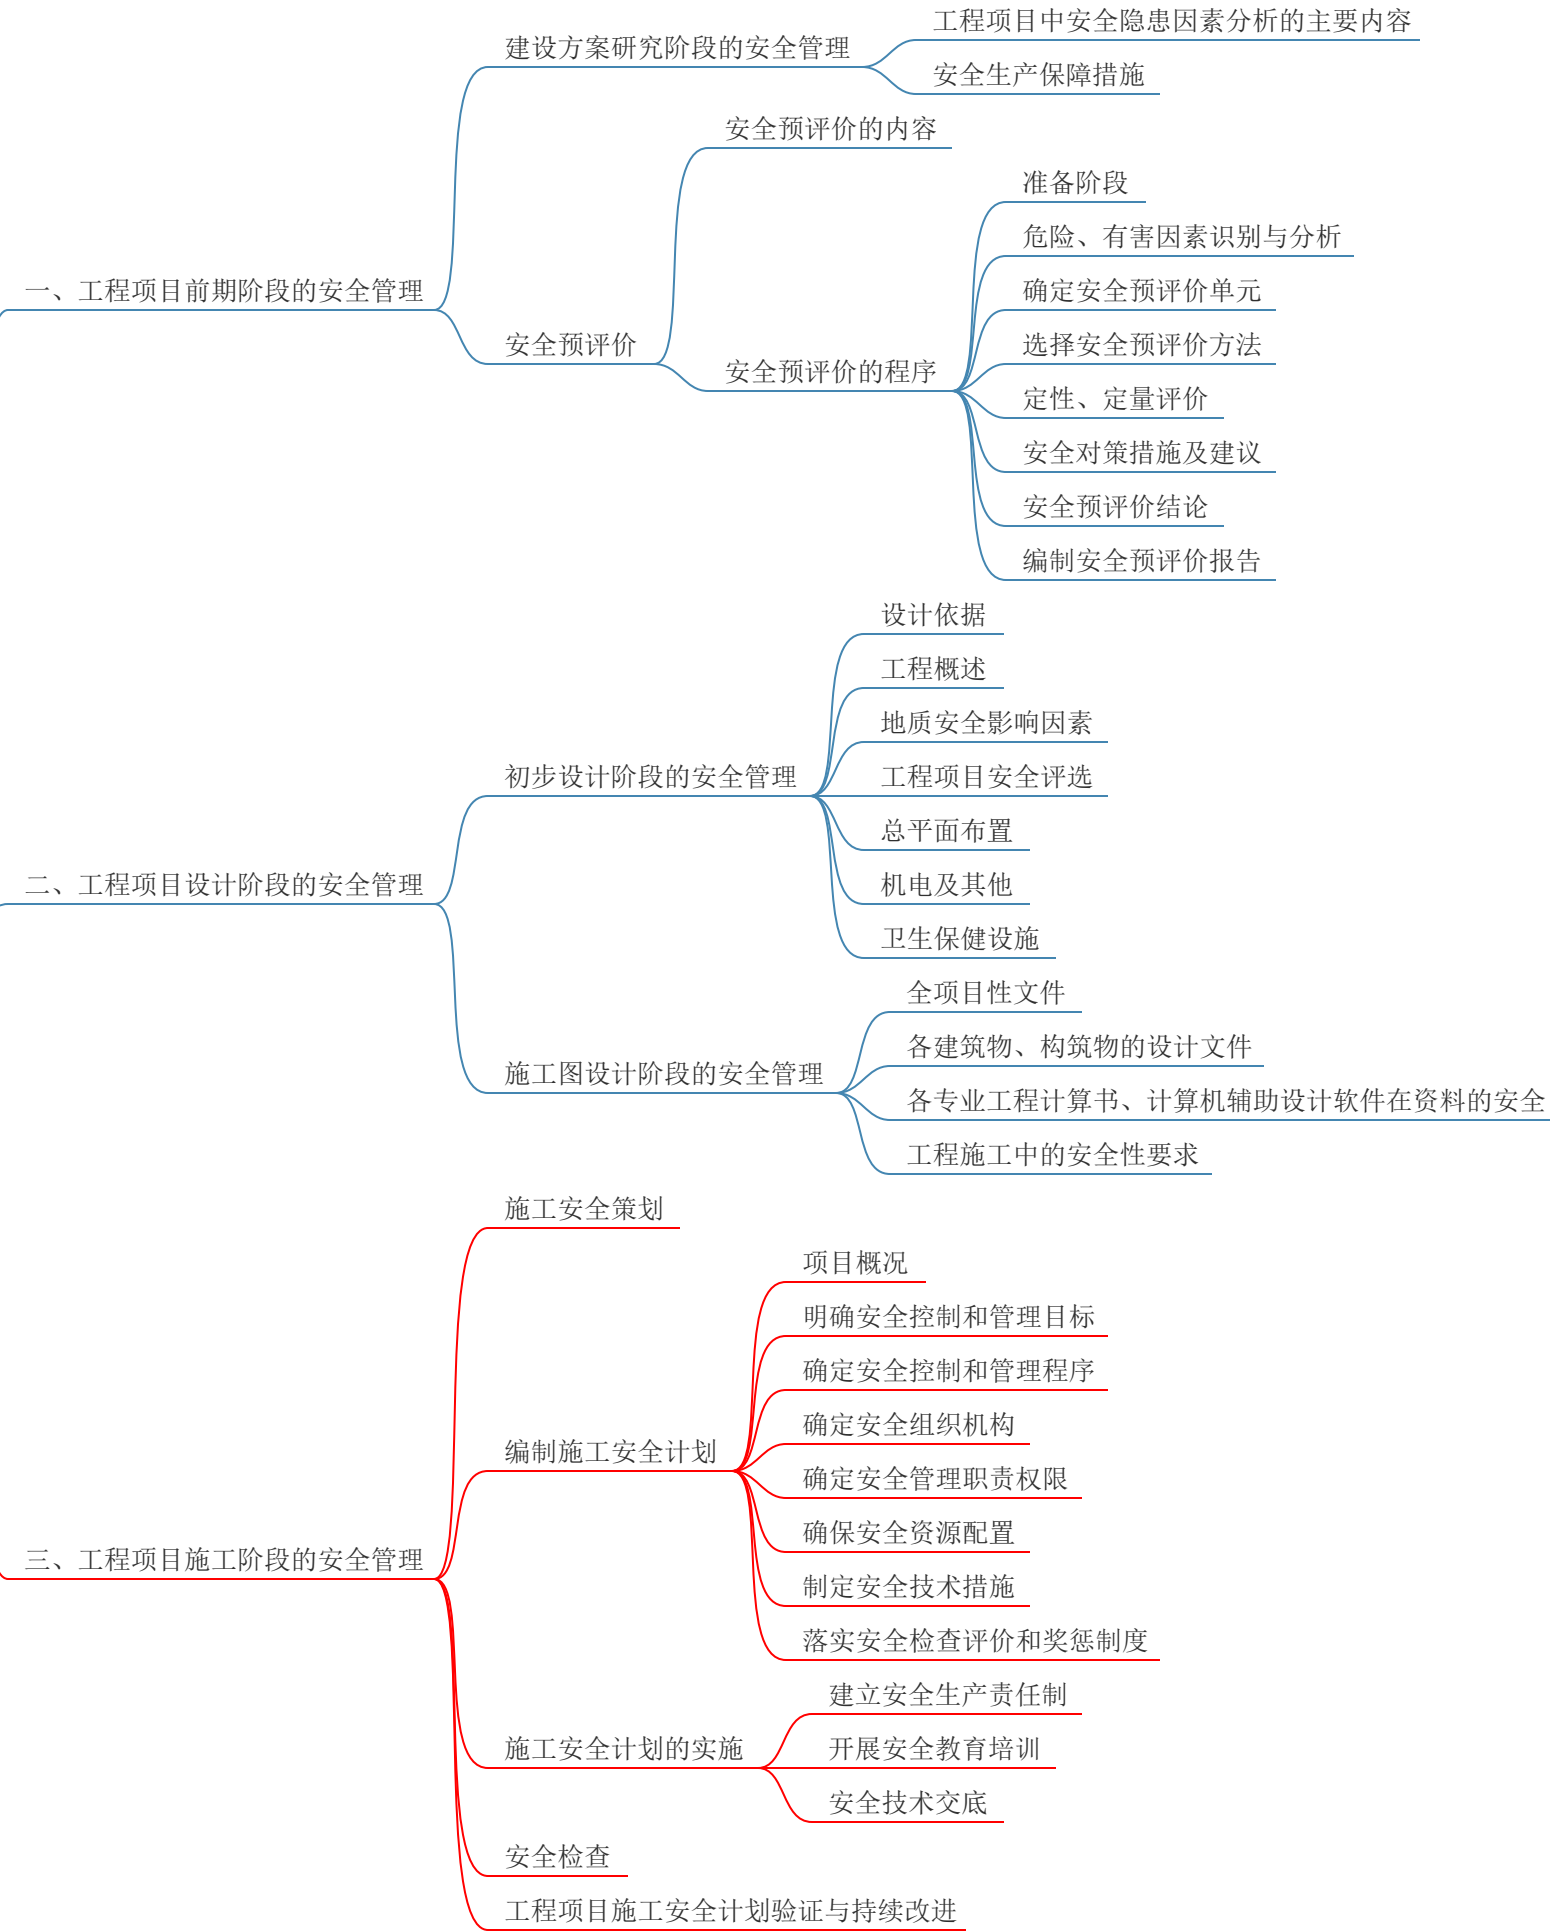 一、工程项目前期阶段的安全管理
建设方案研究阶段的安全管理
工程项目中安全隐患因素分析的主要内容
安全生产保障措施
安全预评价
安全预评价的内容
安全预评价的程序
准备阶段
危险、有害因素识别与分析
确定安全预评价单元
选择安全预评价方法
定性、定量评价
安全对策措施及建议
安全预评价结论
编制安全预评价报告
二、工程项目设计阶段的安全管理
初步设计阶段的安全管理
设计依据
工程概述
地质安全影响因素
工程项目安全评选
总平面布置
机电及其他
卫生保健设施
施工图设计阶段的安全管理
全项目性文件
各建筑物、构筑物的设计文件
各专业工程计算书、计算机辅助设计软件在资料的安全
工程施工中的安全性要求
三、工程项目施工阶段的安全管理
施工安全策划
编制施工安全计划
项目概况
明确安全控制和管理目标
确定安全控制和管理程序
确定安全组织机构
确定安全管理职责权限
确保安全资源配置
制定安全技术措施
落实安全检查评价和奖惩制度
施工安全计划的实施
建立安全生产责任制
开展安全教育培训
安全技术交底
安全检查
工程项目施工安全计划验证与持续改进